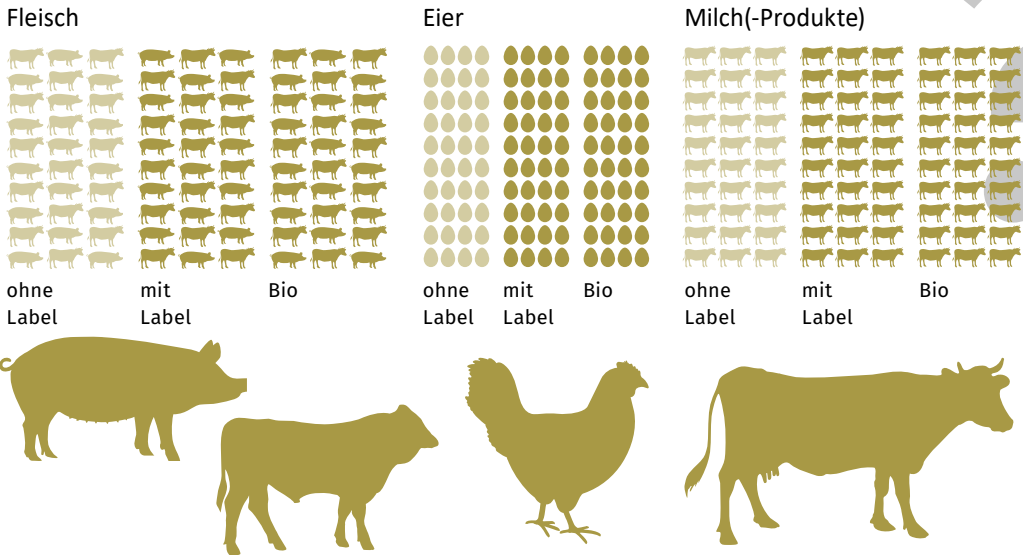 Fleisch
Eier
Milch(-Produkte)
ohne
Label
mit
Label
Bio
ohne
Label
mit
Label
Bio
ohne
Label
mit
Label
Bio